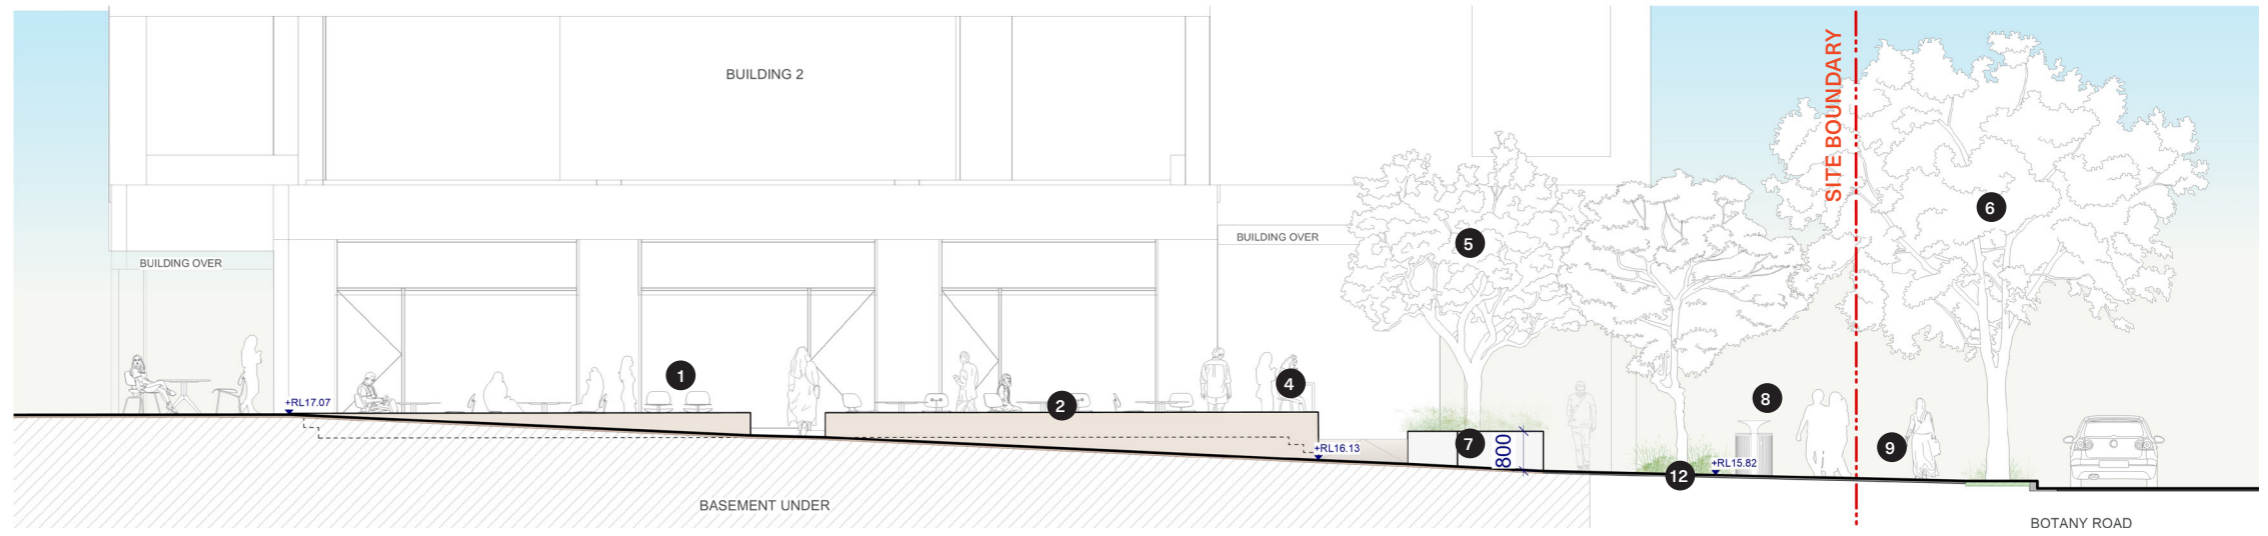 BUILDING 2
SITE BOUNDARY
6
5
BUILDING OVER
BUILDING OVER
1
4
8
+RL17.07
2
7
800
9
+RL16.13
+RL15.82
12
BASEMENT UNDER
BOTANY ROAD